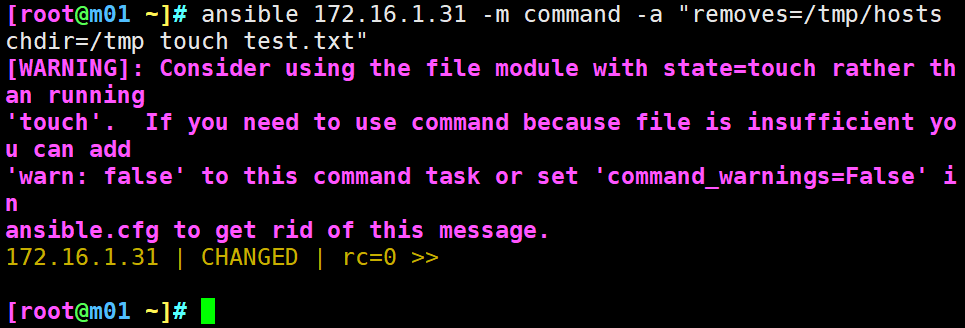 [root@m01 ~]# ansible 172.16.1.31 -m command -a "removes=/tmp/hosts
chdir=/tmp touch test.txt"
[WARNING]: Consider using the file module with state=touch rather th
an running
'touch'.  If you need to use command because file is insufficient yo
u can add
'warn: false' to this command task or set 'command_warnings=False' i
n
ansible.cfg to get rid of this message.
172.16.1.31 | CHANGED | rc=0 >>
[root@m01 ~]#